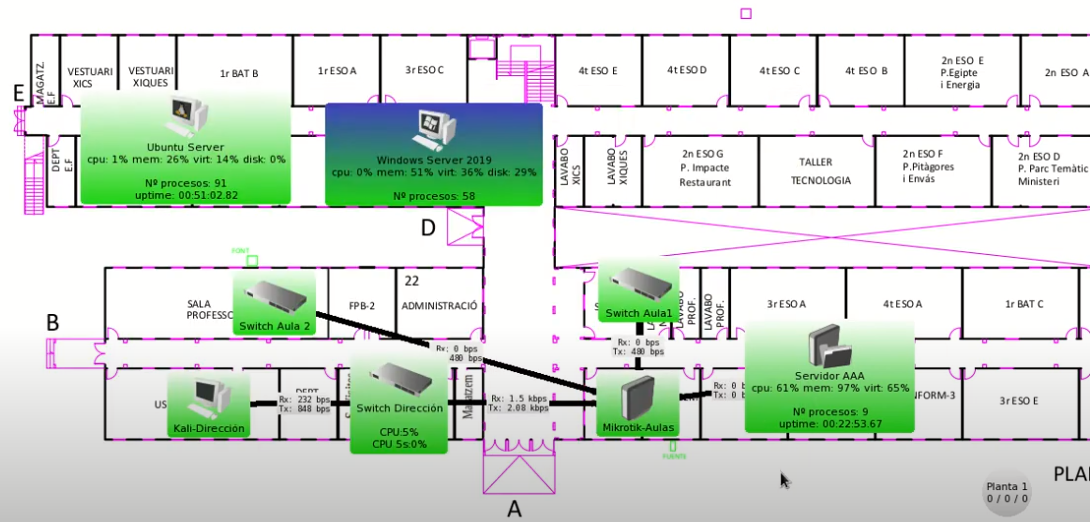 E
MAGATZ.
E.F
VESTUARI
XICS
VESTUARI
XIQUES
1r BAT B
1r ESO A
3r ESO C
4t ESO E
4t ESO D
4t ESO C
4t ESO B
2n ESO E
P.Egipte
i Energia
2n ESO A
Ubuntu Server
cpu: 1% mem: 26% virt: 14% disk: 0%
Nº procesos: 91
uptime: 00:51:02.82
Windows Server 2019
cpu: 0% mem: 51% virt: 36% disk: 29%
Nº procesos: 58
DEPT
E.F
LAVABO
XICS
LAVABO
XIQUES
2n ESO G
P. Impacte
Restaurant
TALLER
TECNOLOGIA
2n ESO F
P.Pitàgores
i Envás
2n ESO D
P. Parc Temàtic
Ministeri
D
FONT
SALA
PROFESSO
Switch Aula 2
FPB-2
22
ADMINISTRACIÓ
Switch Aula1
LAVABO
PROF.
3r ESO A
4t ESO A
1r BAT C
B
Rx: 0 bps
480 bps
Rx: 0 bps
Tx: 480 bps
US
Kali-Dirección
Rx: 232 bps
Tx: 848 bps
DEPT
Switch Dirección
CPU:5%
CPU 5s:0%
Magatzem
Rx: 1.5 kbps
Tx: 2.08 kbps
Mikrotik-Aulas
Rx: 0 b
Tx: 0 b
Servidor AAA
cpu: 61% mem: 97% virt: 65%
Nº procesos: 9
uptime: 00:22:53.67
NFORM-3
3r ESO E
FUENTE
A
Planta 1
0 / 0 / 0
PLA